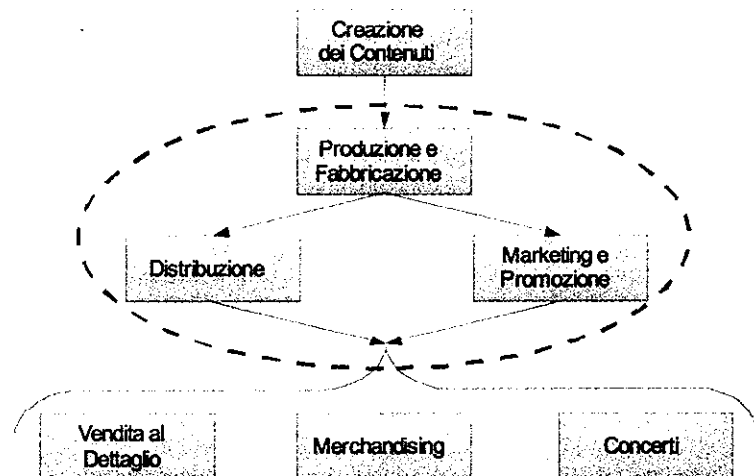 Creazione
dei Contenuti
Produzione e
Fabbricazione
Distribuzione
Marketing e
Promozione
Vendita al
Dettaglio
Merchandising
Concerti